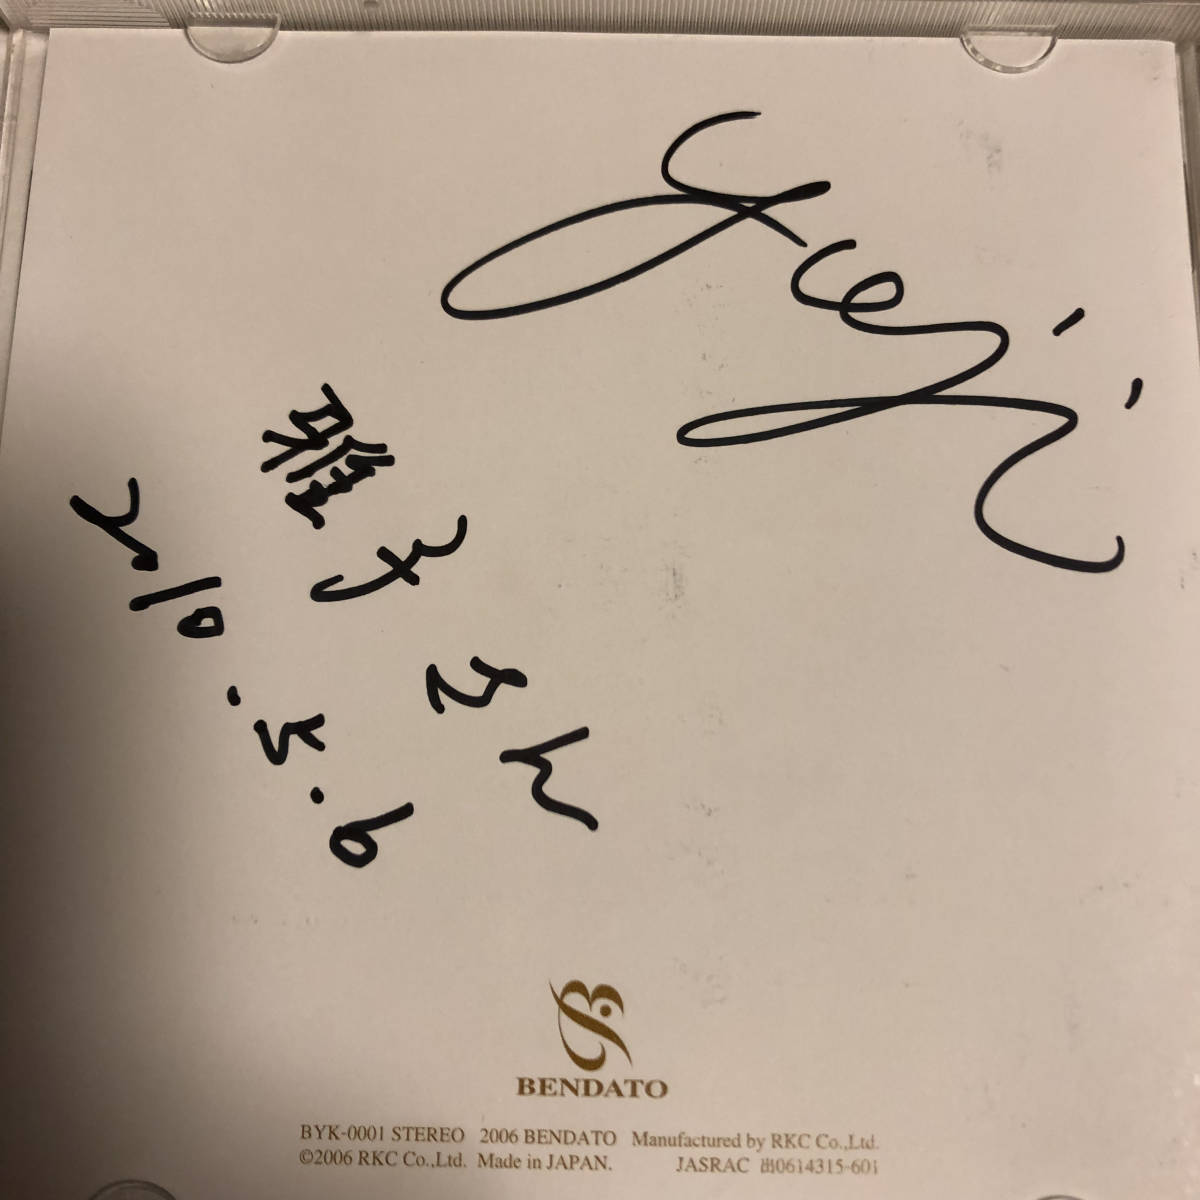 yuji
雅子さん
2010.5.6
BENDATO
BYK-0001 STEREO 2006 BENDATO Manufactured by RKC Co.,Ltd.
©2006 RKC Co.,Ltd. Made in JAPAN. JASRAC 出0614315-601